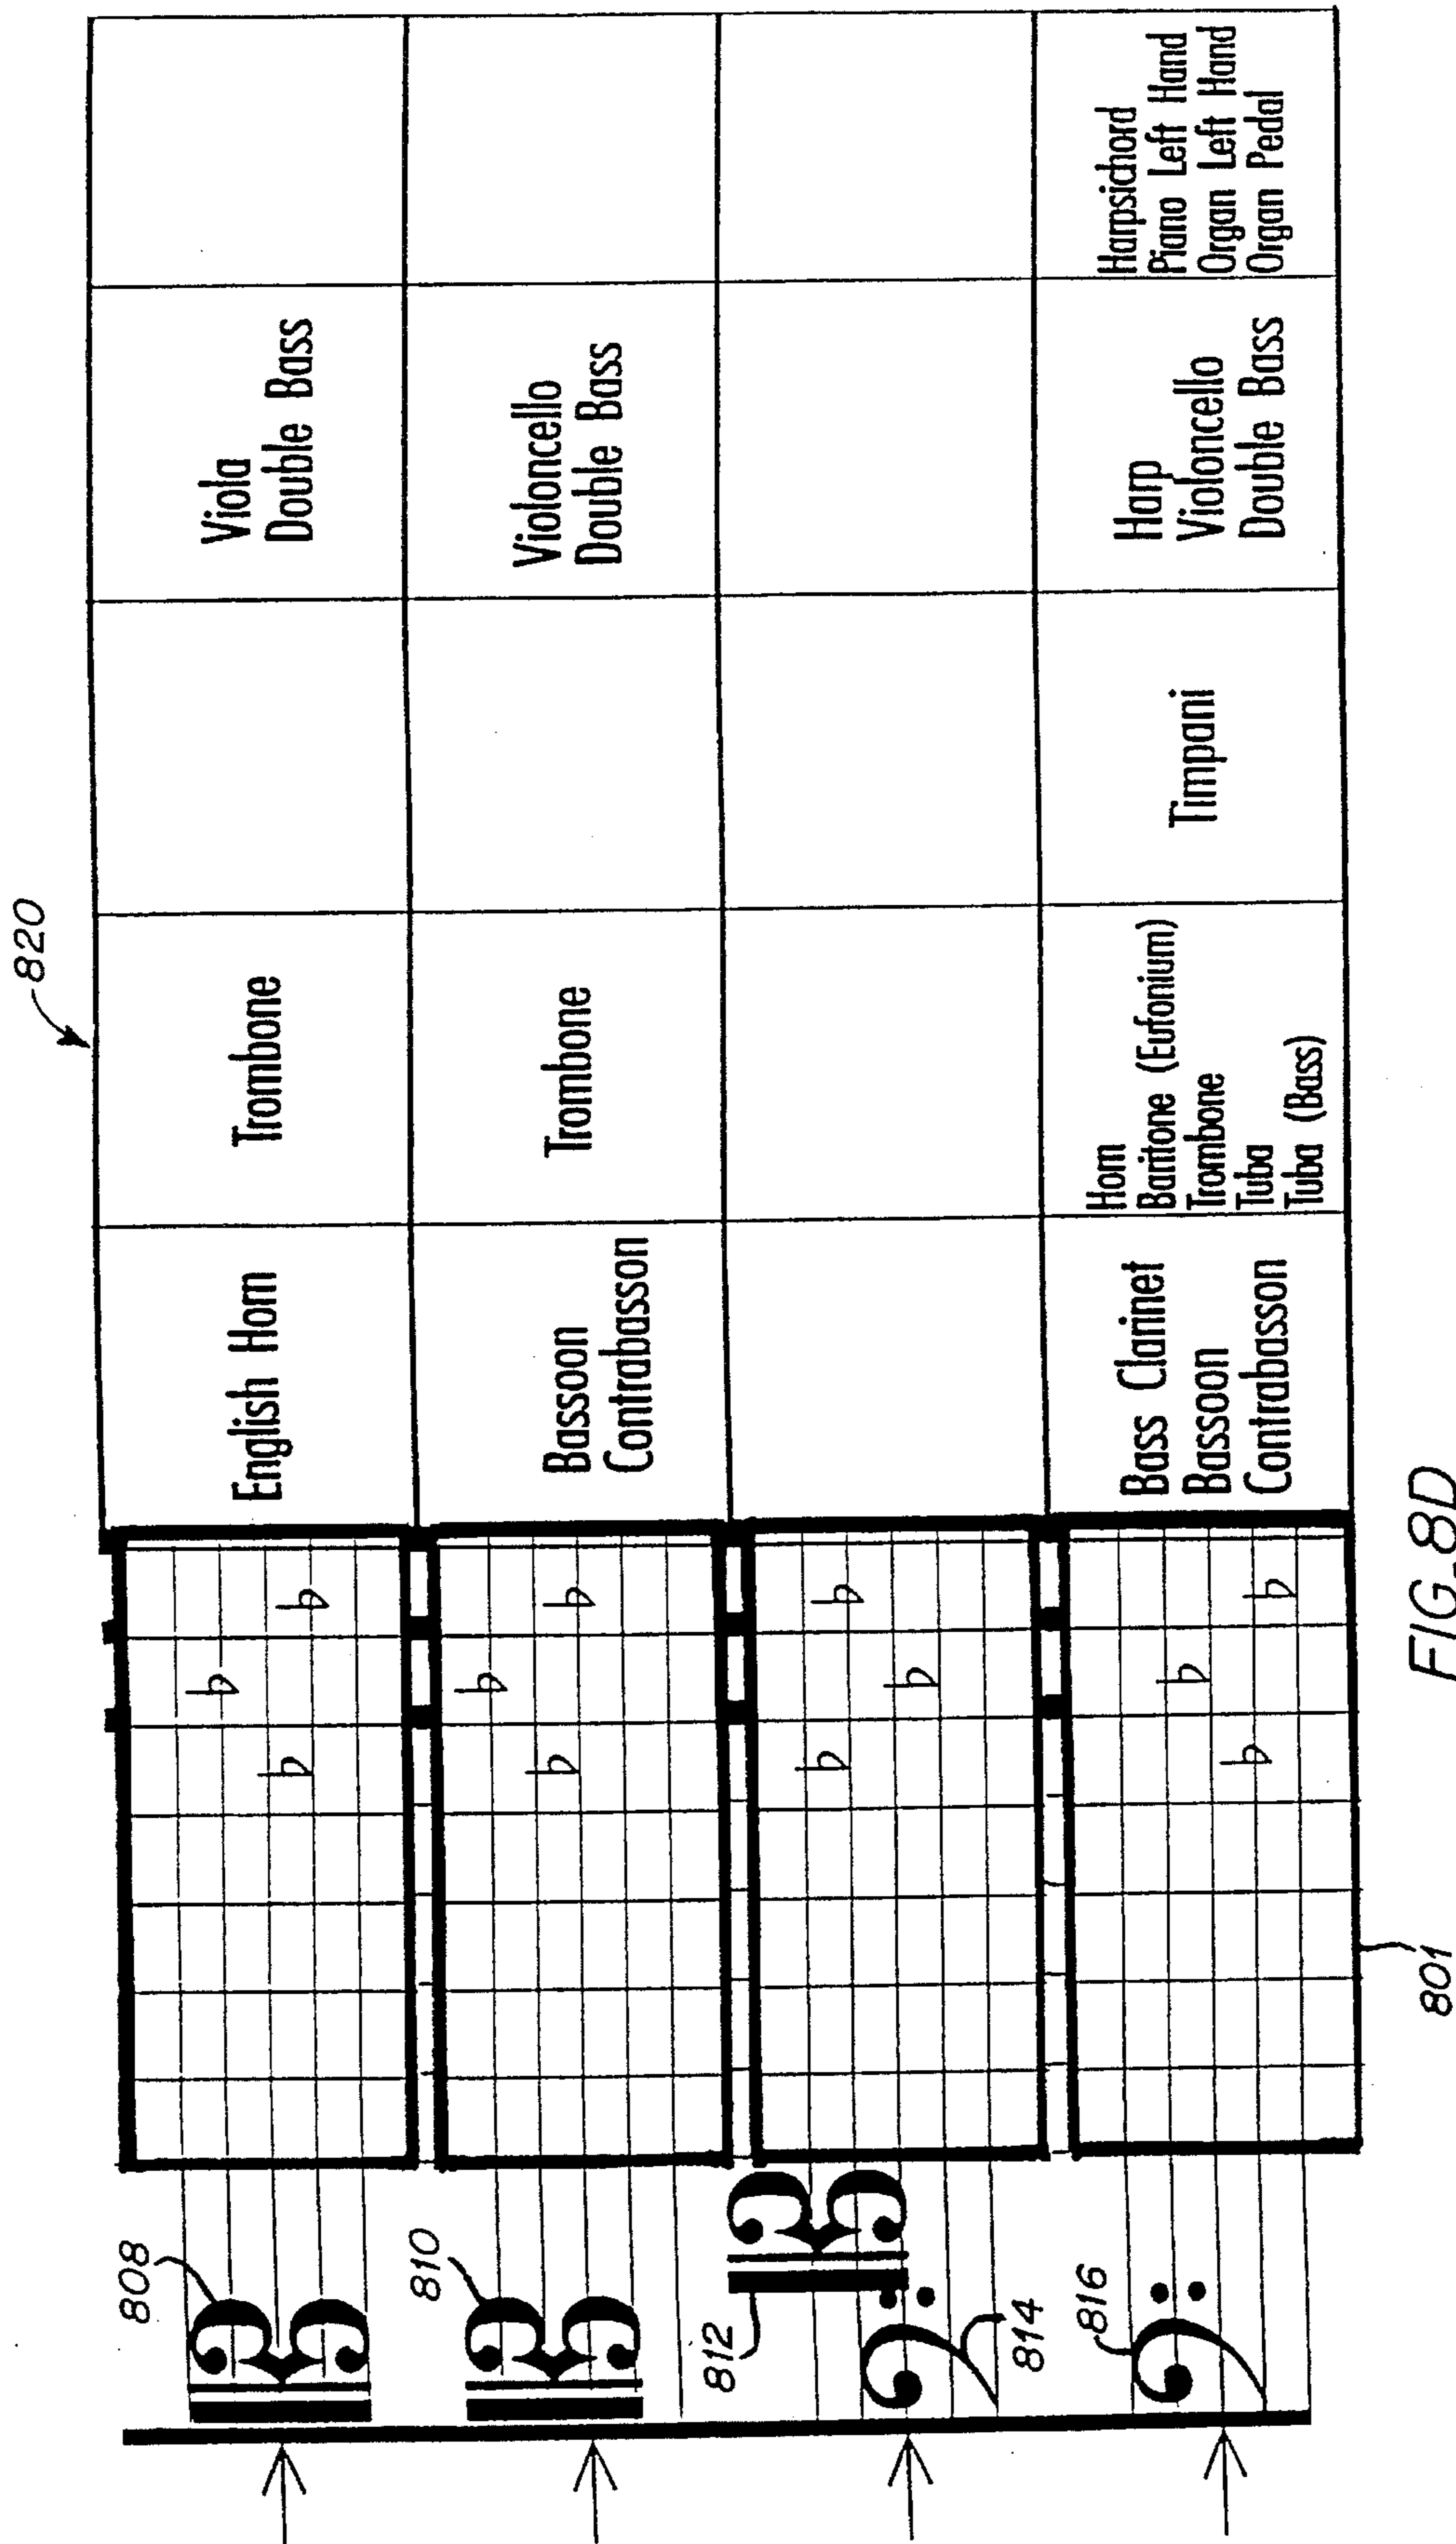 820
808
English Horn
Trombone
Viola
Double Bass
810
Bassoon
Contrabasson
Trombone
Violoncello
Double Bass
812
814
816
Bass Clarinet
Bassoon
Contrabasson
Horn
Baritone (Eufonium)
Trombone
Tuba
Tuba (Bass)
Timpani
Harp
Violoncello
Double Bass
Harpsichord
Piano Left Hand
Organ Left Hand
Organ Pedal
801
FIG.8D